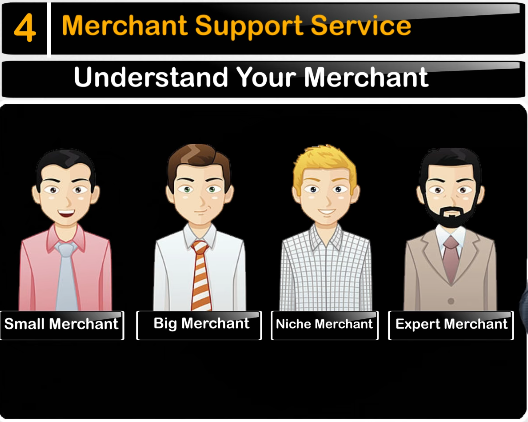 4 Merchant Support Service
Understand Your Merchant
Small Merchant Big Merchant Niche Merchant Expert Merchant